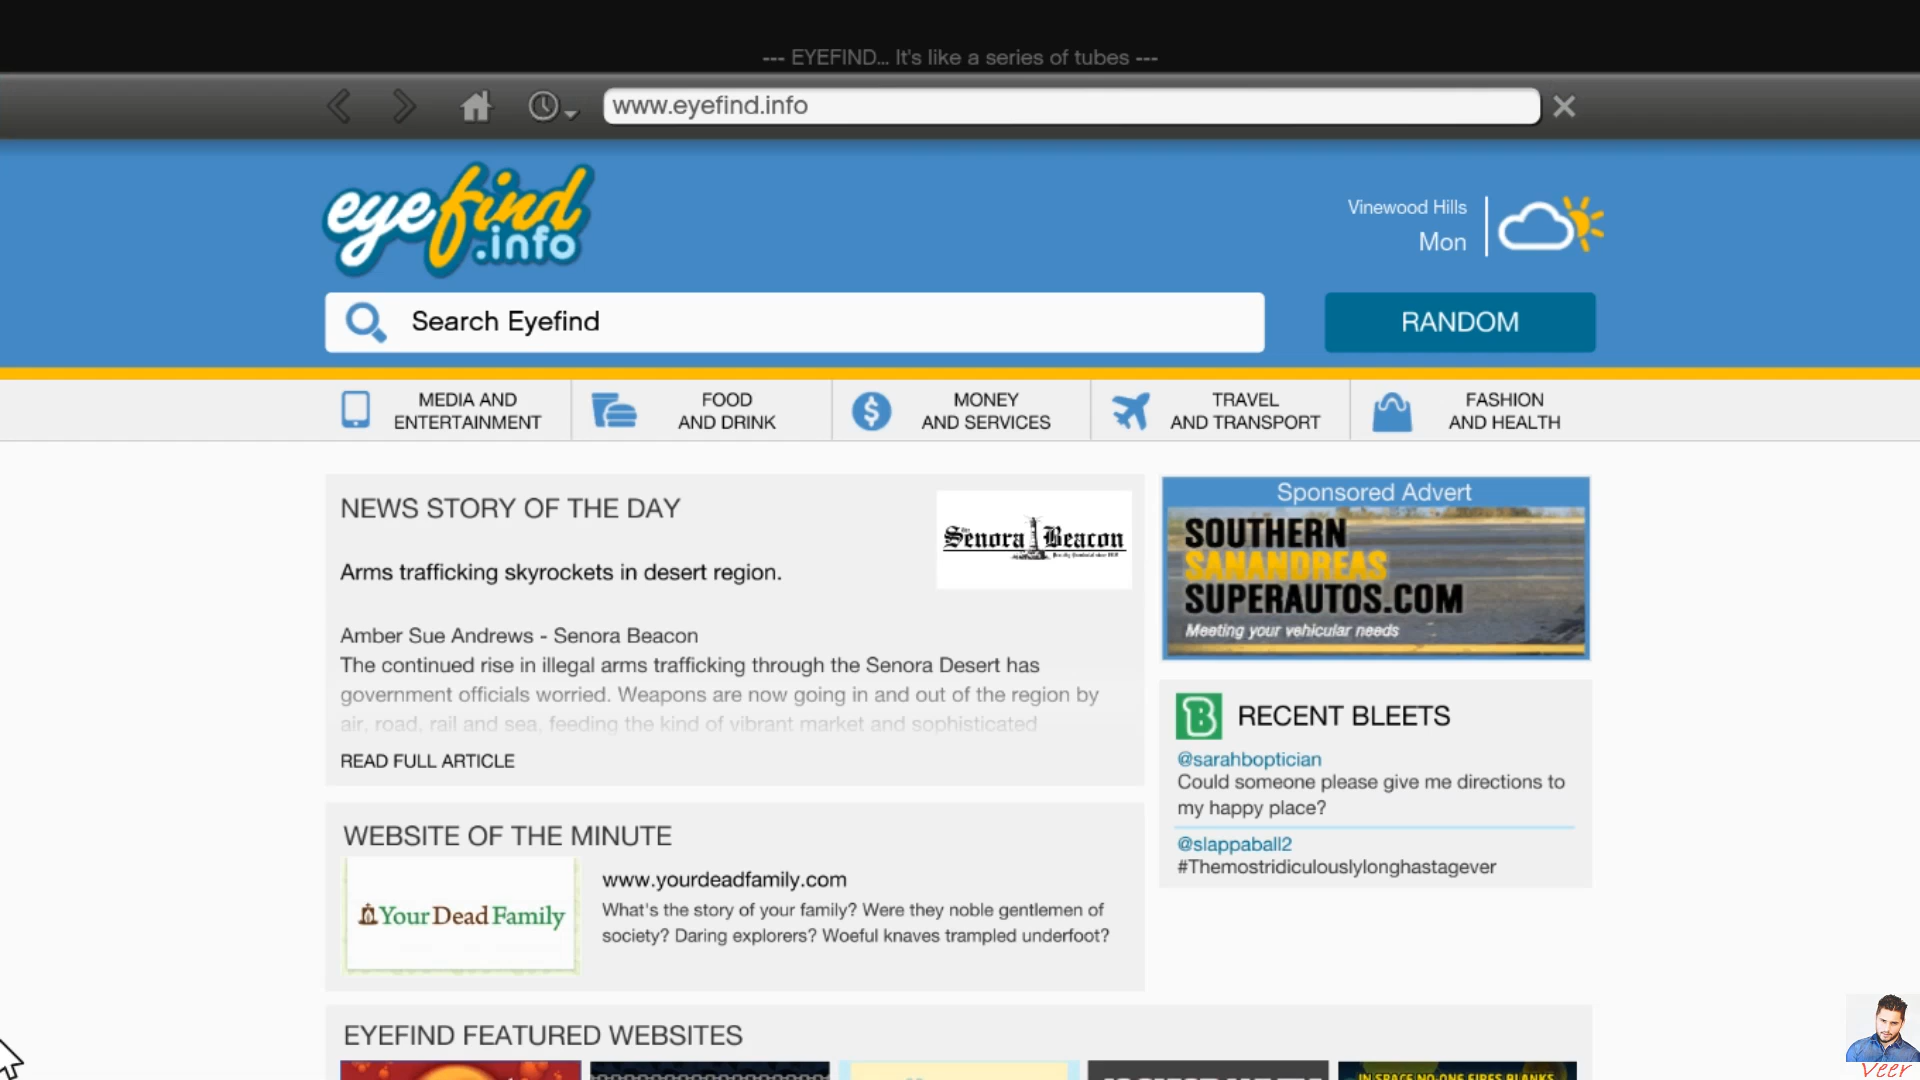 --- EYEFIND... It's like a series of tubes ---
www.eyefind.info
eyefind
.info
Vinewood Hills
Mon
Search Eyefind
RANDOM
MEDIA AND
ENTERTAINMENT
FOOD
AND DRINK
MONEY
AND SERVICES
TRAVEL
AND TRANSPORT
FASHION
AND HEALTH
NEWS STORY OF THE DAY
Senora Beacon
Arms trafficking skyrockets in desert region.
Amber Sue Andrews - Senora Beacon
The continued rise in illegal arms trafficking through the Senora Desert has
government officials worried. Weapons are now going in and out of the region by
air, road, rail and sea, feeding the kind of vibrant market and sophisticated
READ FULL ARTICLE
Sponsored Advert
SOUTHERN
SANANDREAS
SUPERAUTOS.COM
Meeting your vehicular needs
B RECENT BLEETS
@sarahboptician
Could someone please give me directions to
my happy place?
@slappaball2
#Themostridiculouslylonghastagever
WEBSITE OF THE MINUTE
Your Dead Family
www.yourdeadfamily.com
What's the story of your family? Were they noble gentlemen of
society? Daring explorers? Woeful knaves trampled underfoot?
EYEFIND FEATURED WEBSITES
IN SPACE NO-ONE FIRES BLANKS
Veer